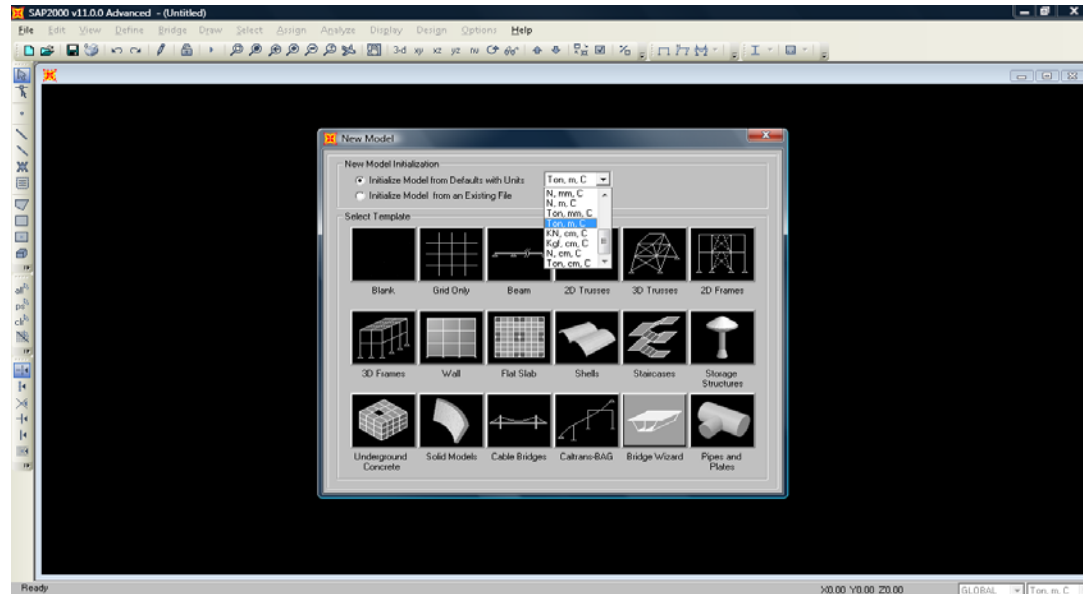 SAP2000 v11.0.0 Advanced - (Untitled)
File Edit View Define Bridge Draw Select Assign Analyze Display Design Options Help
3-d xy xz yz nv
New Model
New Model Initialization
Initialize Model from Defaults with Units Ton, m, C
Initialize Model from an Existing File
N, mm, C
N, m, C
Ton, mm, C
Ton, m, C
KN, cm, C
Kgf, cm, C
N, cm, C
Ton, cm, C
Select Template
Blank Grid Only Beam 2D Trusses 3D Trusses 2D Frames
3D Frames Wall Flat Slab Shells Staircases Storage Structures
Underground Concrete Solid Models Cable Bridges Caltrans-BAG Bridge Wizard Pipes and Plates
all
ps
clr
Ready X0.00 Y0.00 Z0.00 GLOBAL Ton, m, C